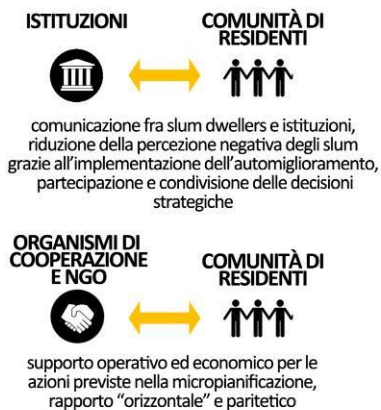 ISTITUZIONI
COMUNITÀ DI
RESIDENTI
comunicazione fra slum dwellers e istituzioni,
riduzione della percezione negativa degli slum
grazie all'implementazione dell'automiglioramento,
partecipazione e condivisione delle decisioni
strategiche
ORGANISMI DI
COOPERAZIONE
E NGO
COMUNITÀ DI
RESIDENTI
supporto operativo ed economico per le
azioni previste nella micropianificazione,
rapporto "orizzontale" e paritetico